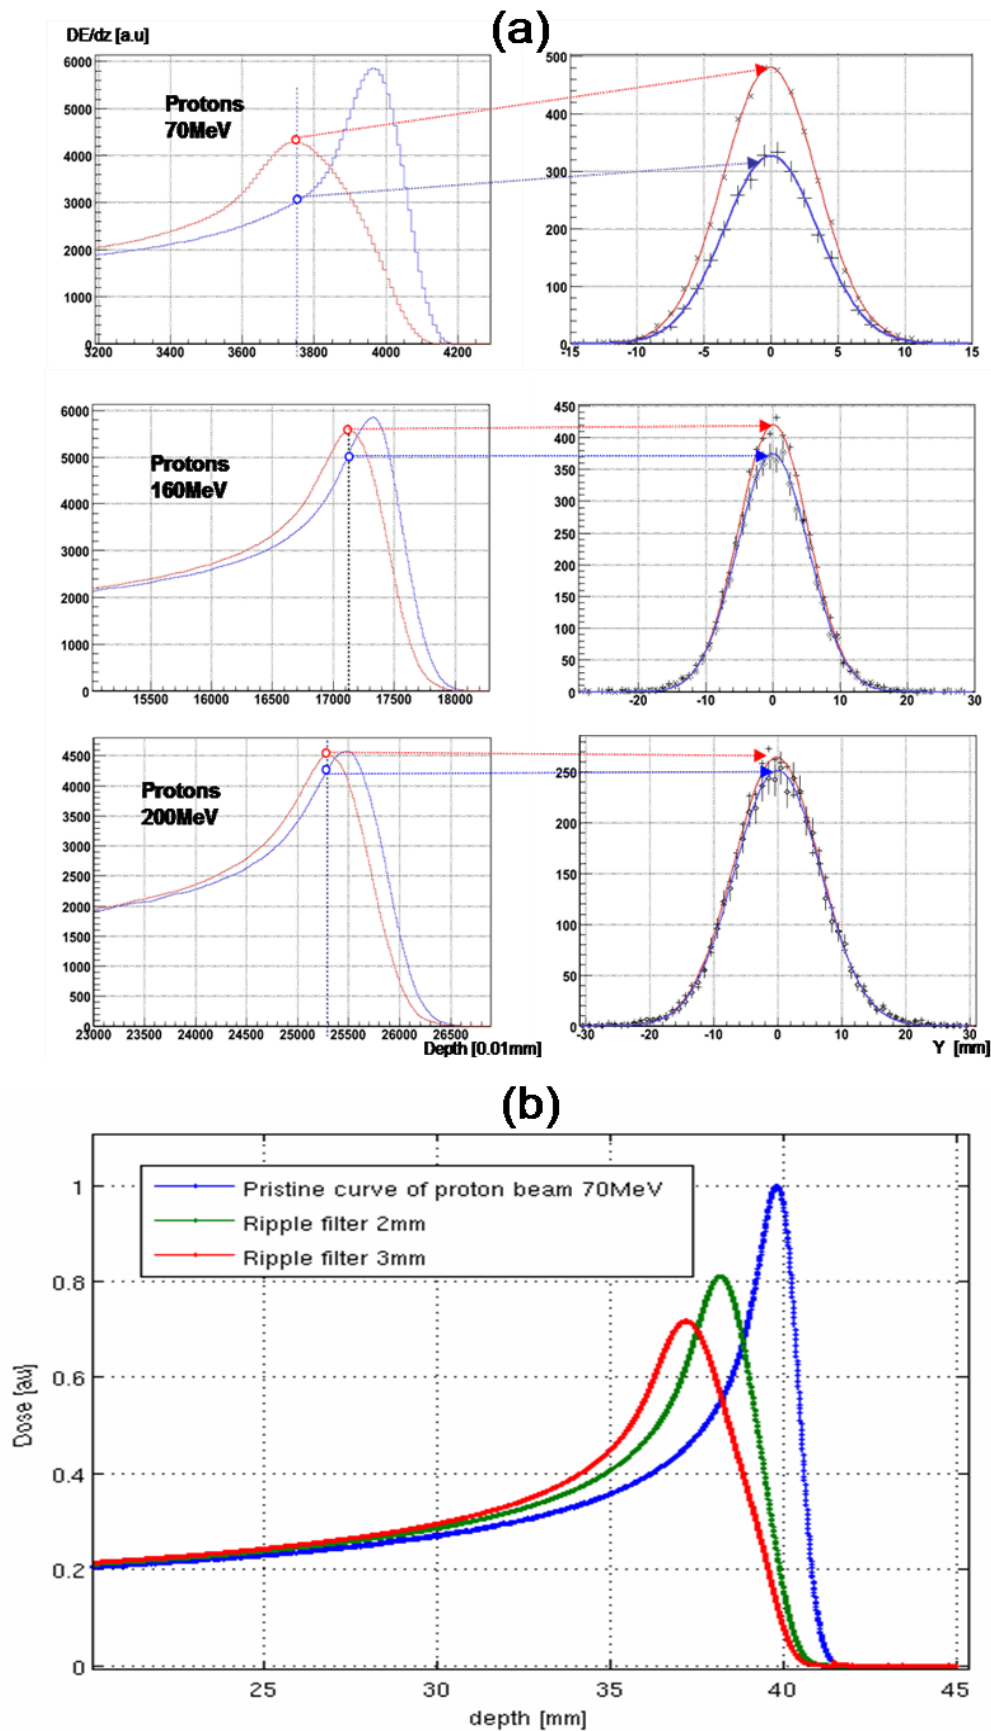 (a)
DE/dz [a.u]
6000
5000
4000
3000
2000
1000
0
Protons
70MeV
3200 3400 3600 3800 4000 4200
500
400
300
200
100
0
-15 -10 -5 0 5 10 15
6000
5000
4000
3000
2000
1000
0
Protons
160MeV
15500 16000 16500 17000 17500 18000
450
400
350
300
250
200
150
100
50
0
-20 -10 0 10 20 30
4500
4000
3500
3000
2500
2000
1500
1000
500
0
Protons
200MeV
23000 23500 24000 24500 25000 25500 26000 26500
Depth [0.01mm]
250
200
150
100
50
0
-30 -20 -10 0 10 20 30
Y [mm]
(b)
1
0.8
0.6
0.4
0.2
0
Dose [au]
Pristine curve of proton beam 70MeV
Ripple filter 2mm
Ripple filter 3mm
25 30 35 40 45
depth [mm]